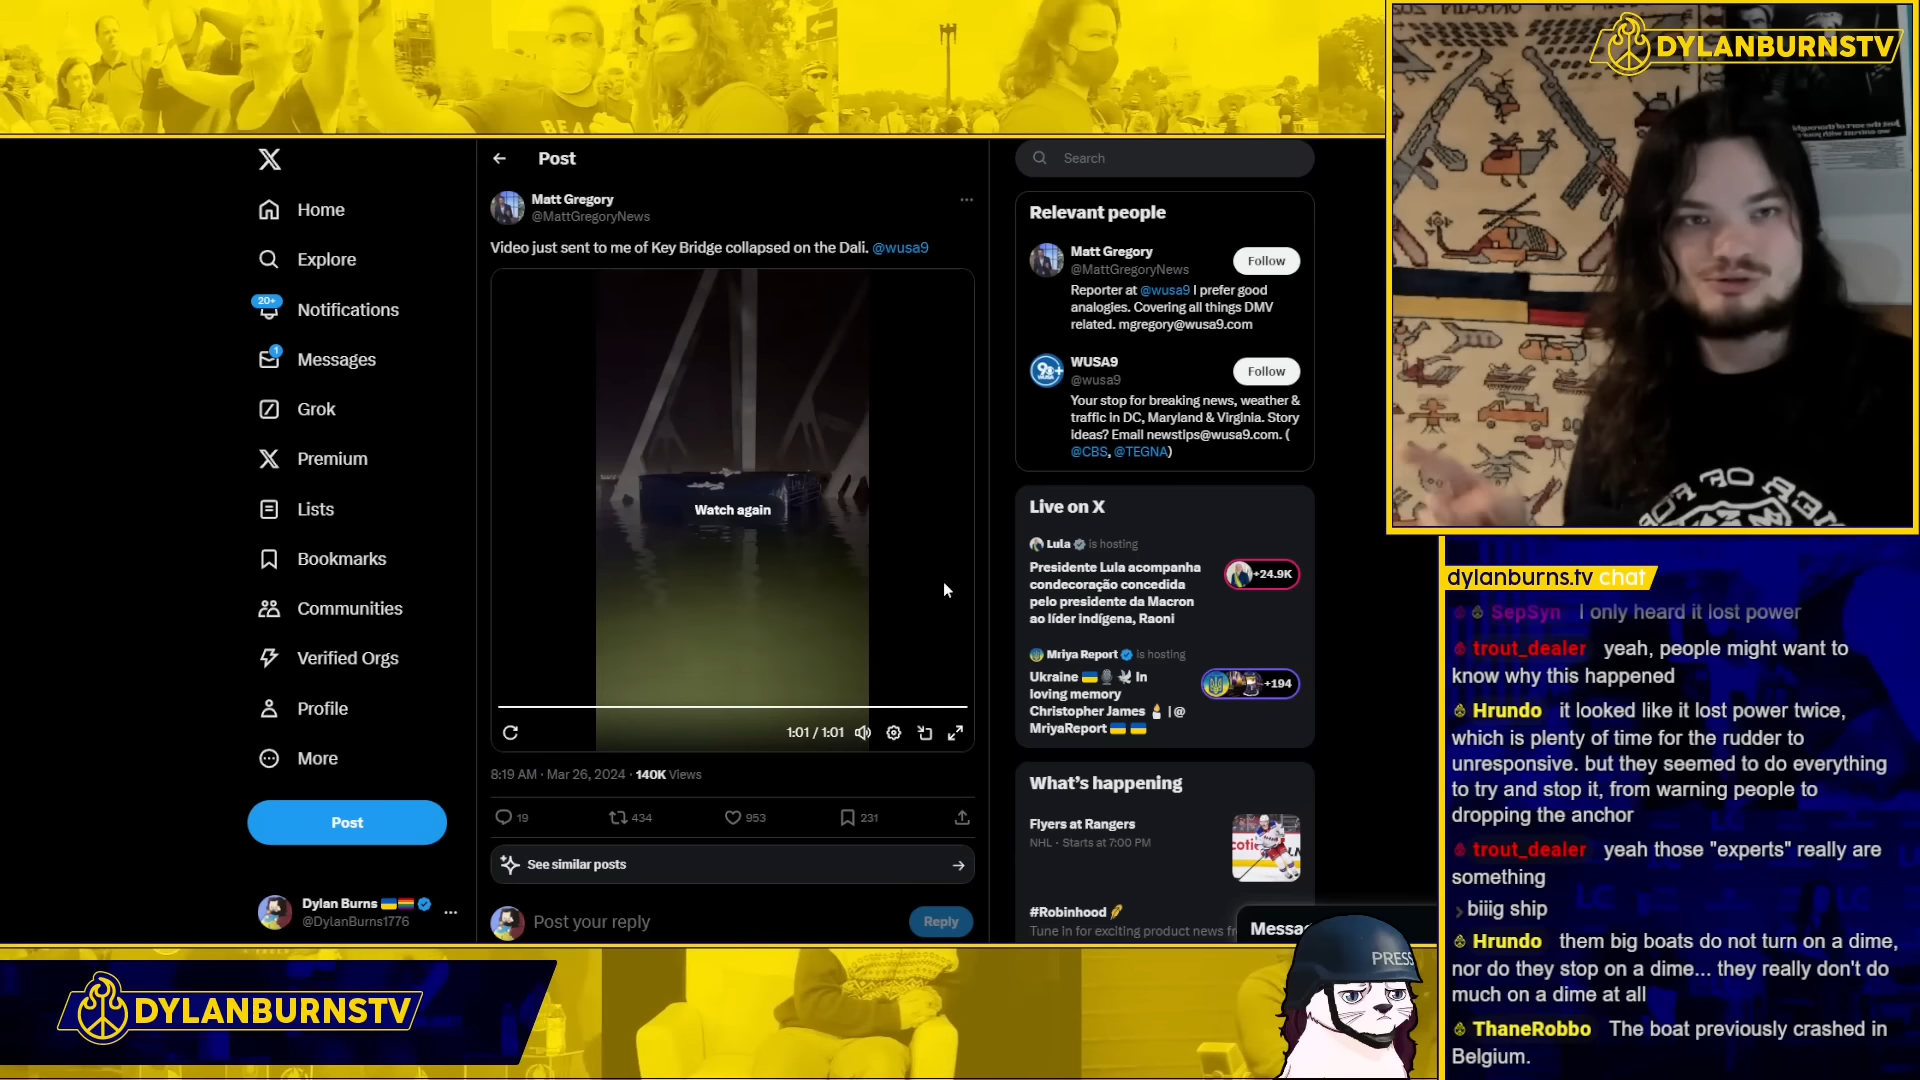 DYLANBURNSTV
Post
Search
Home
Explore
20+
Notifications
1
Messages
Grok
Premium
Lists
Bookmarks
Communities
Verified Orgs
Profile
More
Post
Dylan Burns
@DylanBurns1776
Matt Gregory
@MattGregoryNews
Video just sent to me of Key Bridge collapsed on the Dali. @wusa9
Watch again
1:01 / 1:01
8:19 AM · Mar 26, 2024 · 140K Views
19
434
953
231
See similar posts
Post your reply
Reply
Relevant people
Matt Gregory
@MattGregoryNews
Follow
Reporter at @wusa9 I prefer good
analogies. Covering all things DMV
related. mgregory@wusa9.com
WUSA9
@wusa9
Follow
Your stop for breaking news, weather &
traffic in DC, Maryland & Virginia. Story
Ideas? Email newstips@wusa9.com. (
@CBS, @TEGNA)
Live on X
Lula is hosting
Presidente Lula acompanha
condecoração concedida
pelo presidente da Macron
ao líder indígena, Raoni
+24.9K
Mriya Report is hosting
Ukraine In
loving memory
Christopher James | @
MriyaReport
+194
What's happening
Flyers at Rangers
NHL · Starts at 7:00 PM
#Robinhood
Tune in for exciting product news
dylanburns.tv chat
SepSyn I only heard it lost power
trout_dealer yeah, people might want to
know why this happened
Hrundo it looked like it lost power twice,
which is plenty of time for the rudder to
unresponsive. but they seemed to do everything
to try and stop it, from warning people to
dropping the anchor
trout_dealer yeah those "experts" really are
something
biiig ship
Hrundo them big boats do not turn on a dime,
nor do they stop on a dime... they really don't do
much on a dime at all
ThaneRobbo The boat previously crashed in
Belgium.
PRESS
DYLANBURNSTV